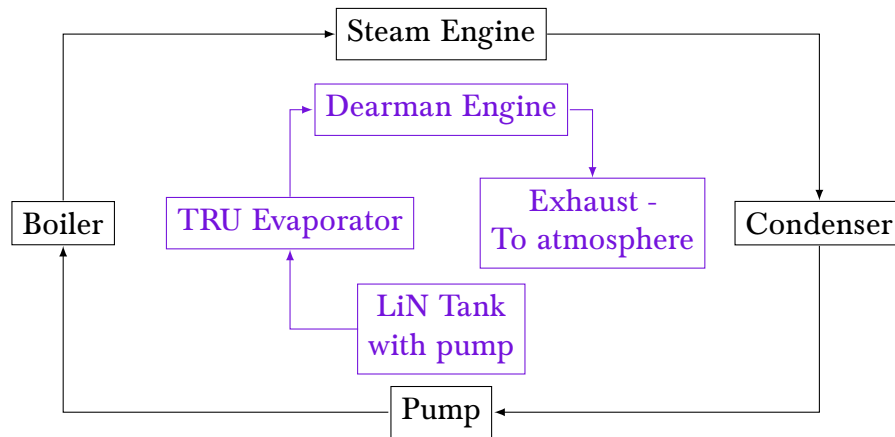 Steam Engine
Dearman Engine
Boiler
TRU Evaporator
Exhaust -
To atmosphere
Condenser
LiN Tank
with pump
Pump